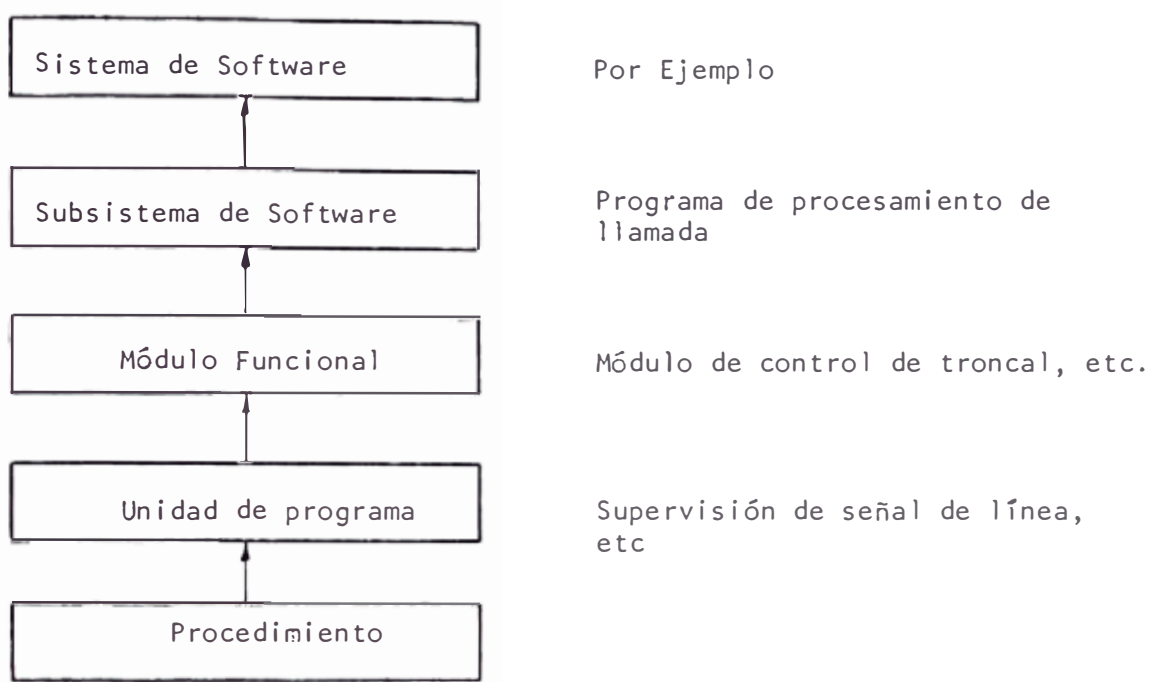 Sistema de Software
Por Ejemplo
Subsistema de Software
Programa de procesamiento de
llamada
Módulo Funcional
Módulo de control de troncal, etc.
Unidad de programa
Supervisión de señal de línea,
etc
Procedimiento